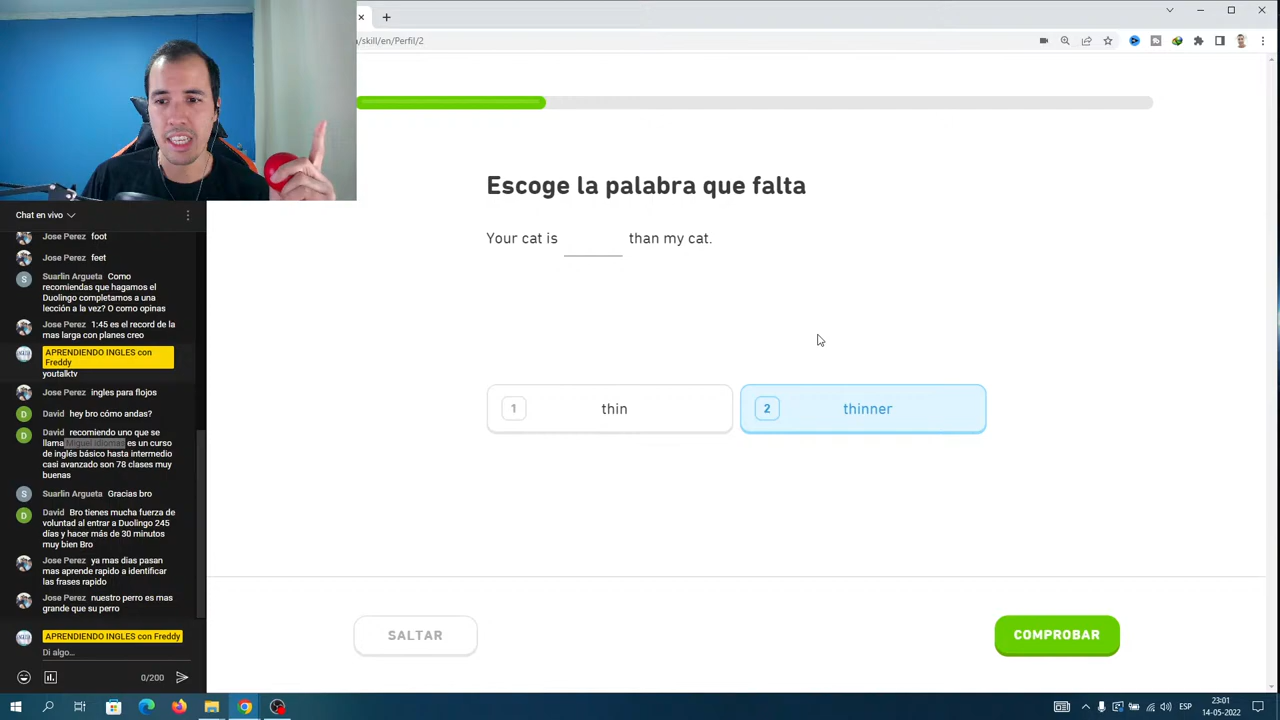 /skill/en/Perfil/2
Escoge la palabra que falta
Your cat is ______ than my cat.
1 thin
2 thinner
SALTAR
COMPROBAR
Chat en vivo
Jose Perez foot
Jose Perez feet
S Suarlin Argueta Como
recomiendas que hagamos el
Duolingo completamos a una
lección a la vez? O como opinas
Jose Perez 1:45 es el record de la
mas larga con planes creo
APRENDIENDO INGLES con
Freddy
youtalktv
Jose Perez ingles para flojos
D David hey bro cómo andas?
D David recomiendo uno que se
llama Miguel idiomas es un curso
de inglés básico hasta intermedio
casi avanzado son 78 clases muy
buenas
S Suarlin Argueta Gracias bro
D David Bro tienes mucha fuerza de
voluntad al entrar a Duolingo 245
días y hacer más de 30 minutos
muy bien Bro
Jose Perez ya mas dias pasan
mas aprende rapido a identificar
las frases rapido
Jose Perez nuestro perro es mas
grande que su perro
APRENDIENDO INGLES con Freddy
Di algo...
0/200
ESP
23:01
14-05-2022